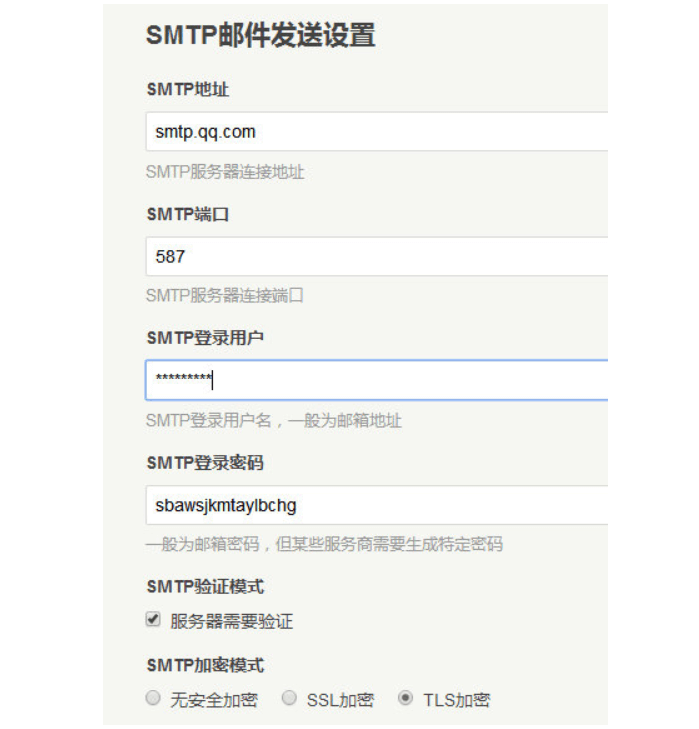 SMTP邮件发送设置
SMTP地址
smtp.qq.com
SMTP服务器连接地址
SMTP端口
587
SMTP服务器连接端口
SMTP登录用户
*********
SMTP登录用户名，一般为邮箱地址
SMTP登录密码
sbawsjkmtaylbchg
一般为邮箱密码，但某些服务商需要生成特定密码
SMTP验证模式
服务器需要验证
SMTP加密模式
无安全加密 SSL加密 TLS加密